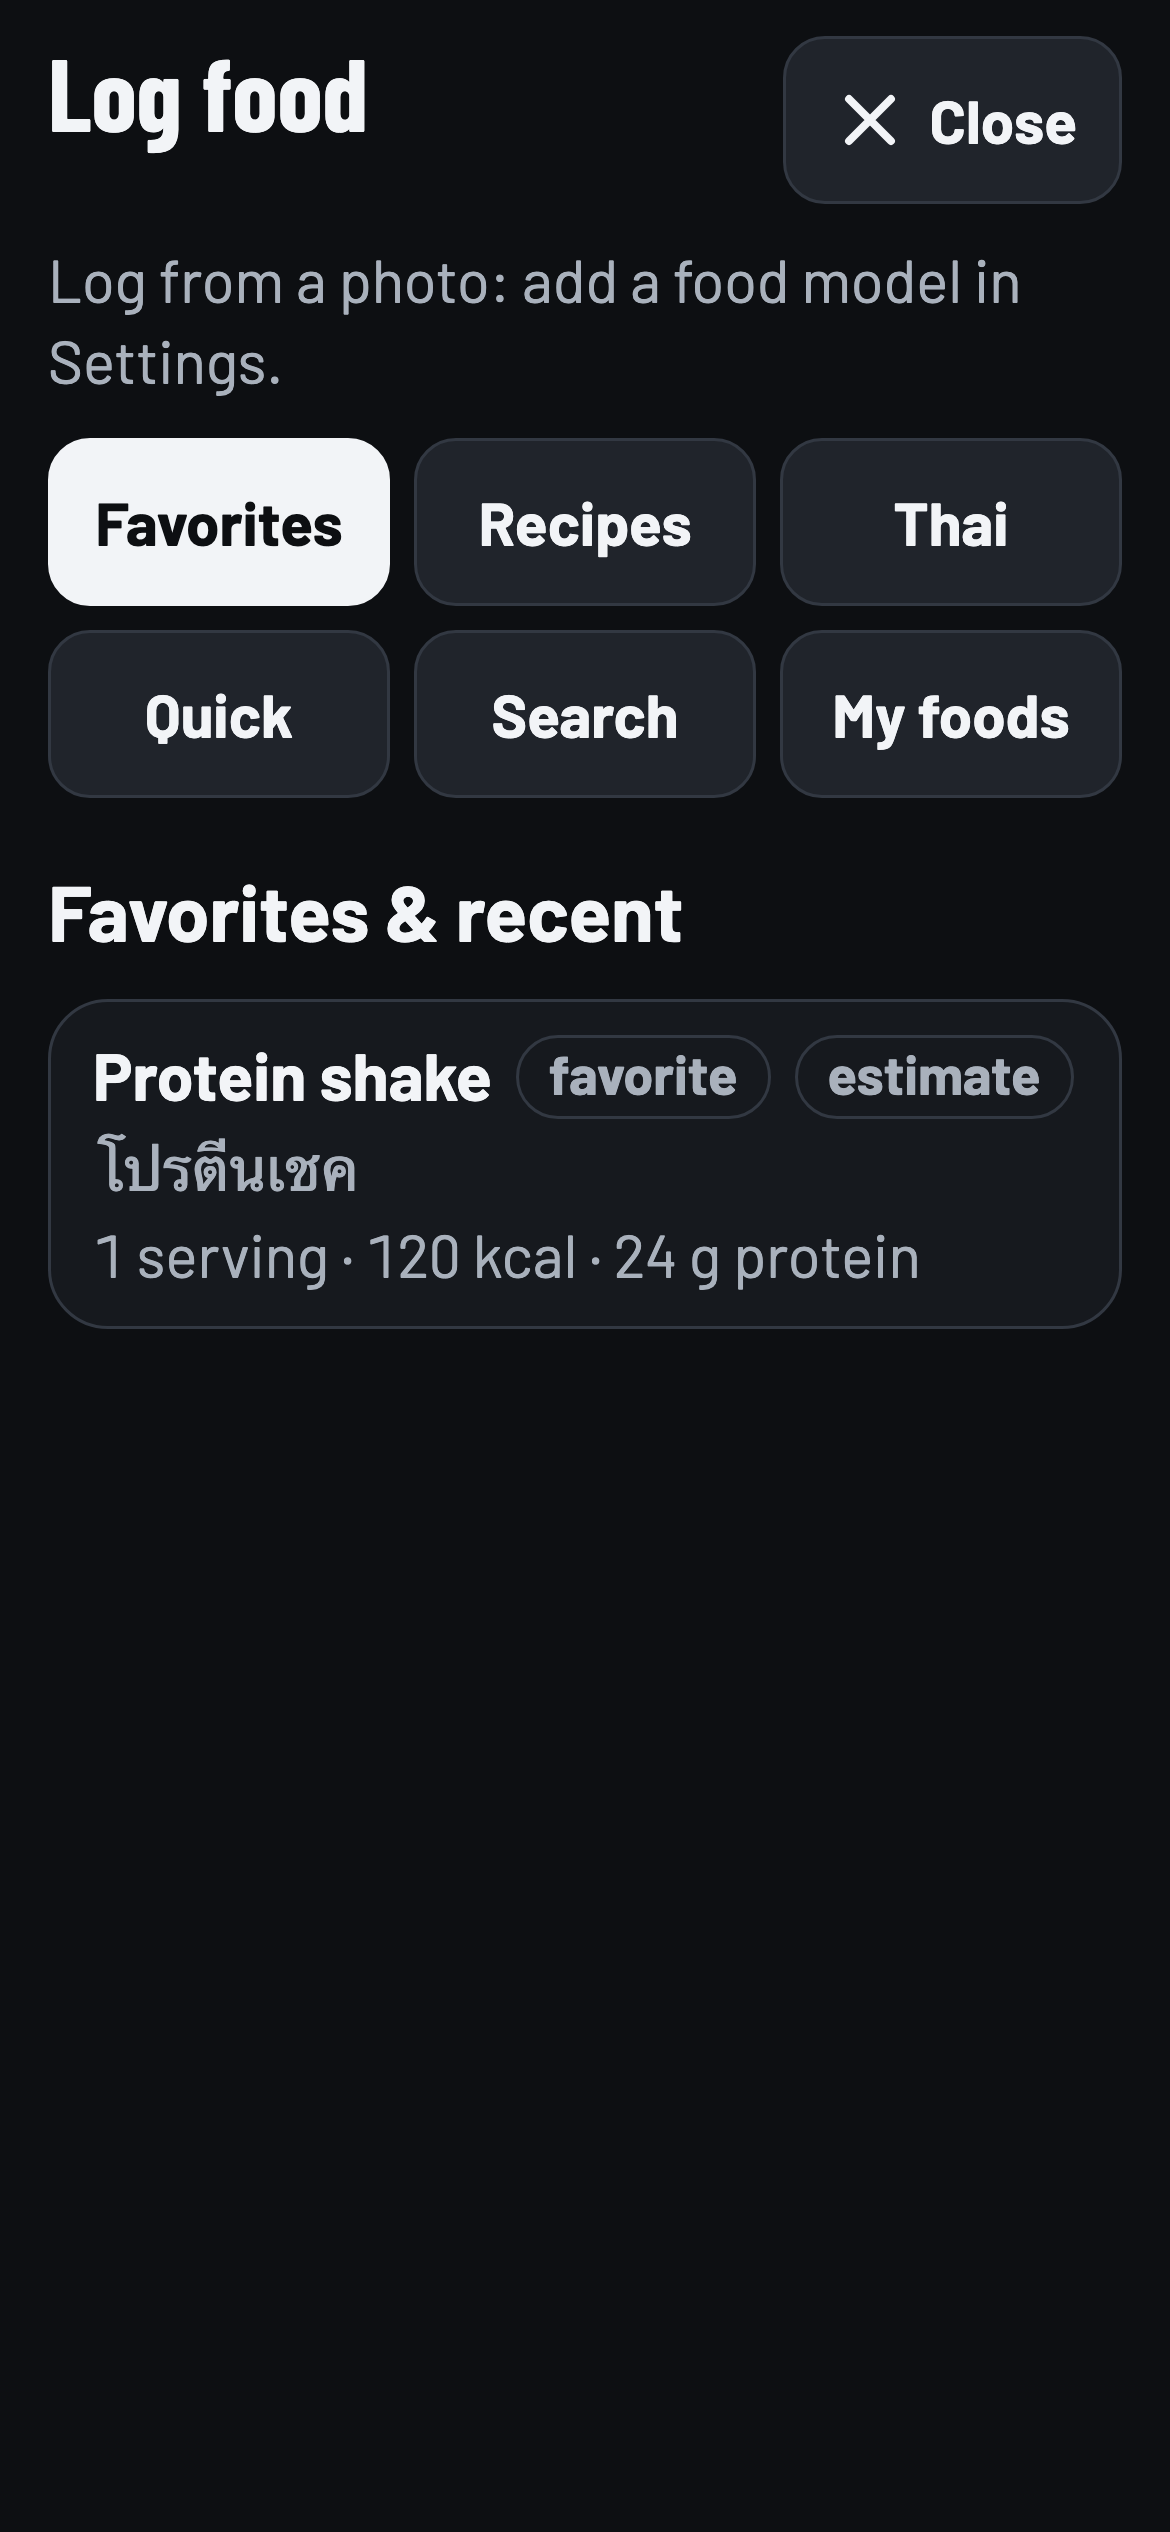 Log food
Close
Log from a photo: add a food model in
Settings.
Favorites
Recipes
Thai
Quick
Search
My foods
Favorites & recent
Protein shake favorite estimate
โปรตีนเชค
1 serving · 120 kcal · 24 g protein